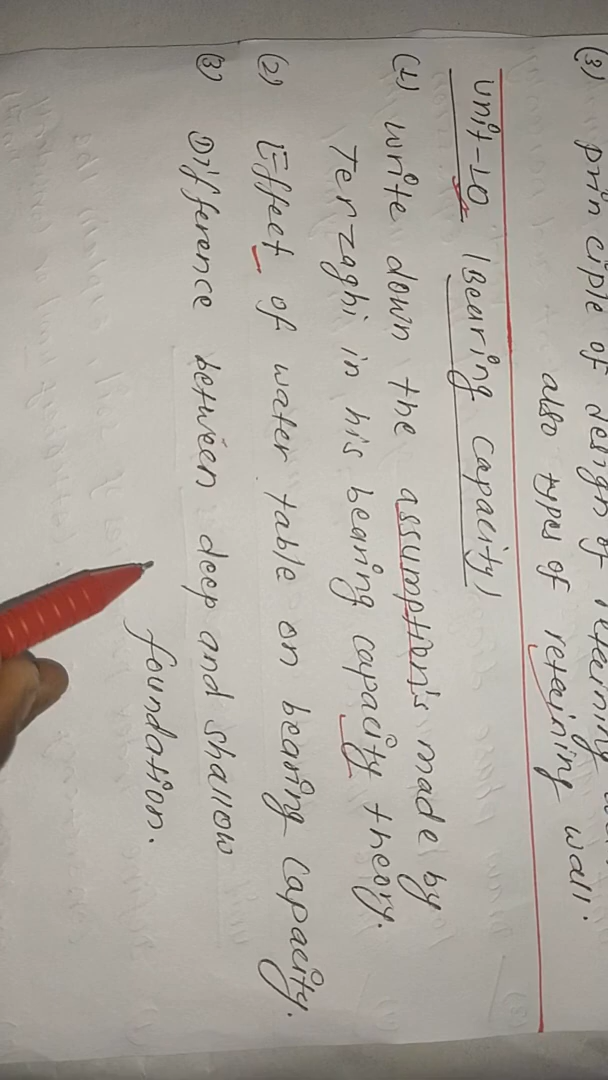 (3) principle of design of retaining
also types of retaining wall.
Unit-10 (Bearing capacity)
(1) write down the assumption's made by
Terzaghi in his bearing capacity theory.
(2) Effect of water table on bearing capacity.
(3) Difference between deep and shallow
foundation.